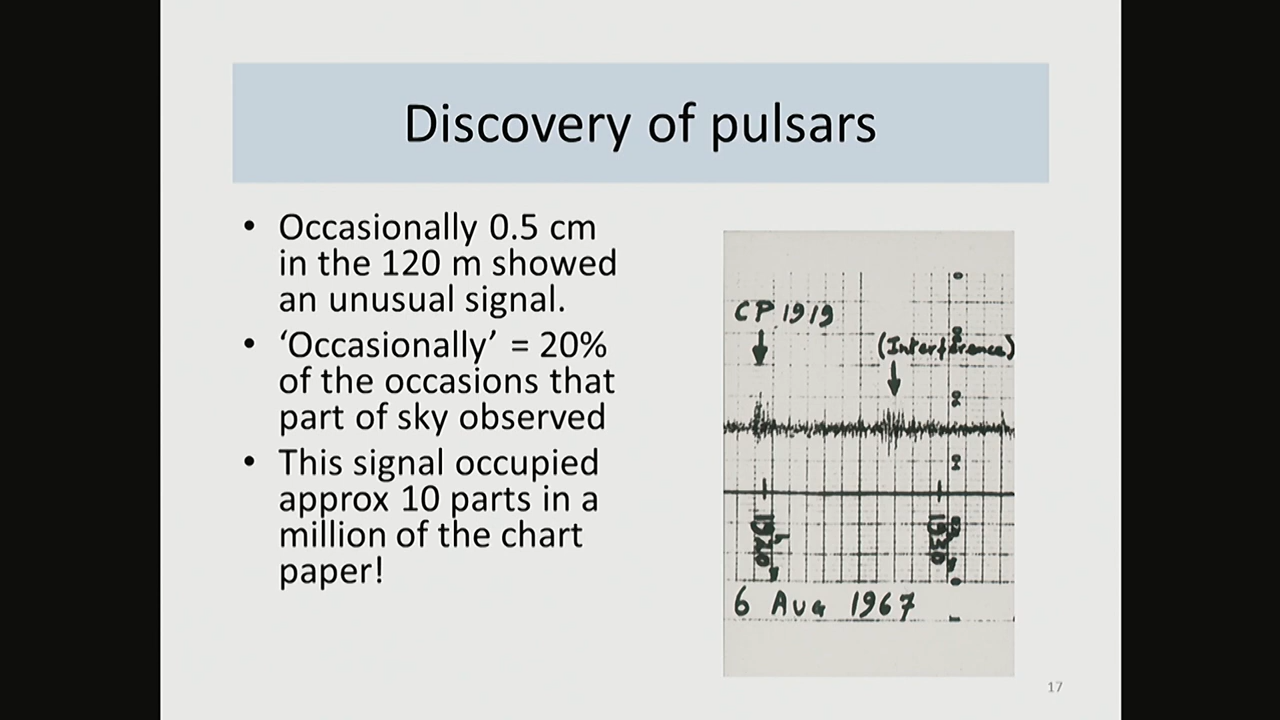 Discovery of pulsars
• Occasionally 0.5 cm
in the 120 m showed
an unusual signal.
• ‘Occasionally’ = 20%
of the occasions that
part of sky observed
• This signal occupied
approx 10 parts in a
million of the chart
paper!
CP 1919
(Interference)
1920
1930
6 Aug 1967
17